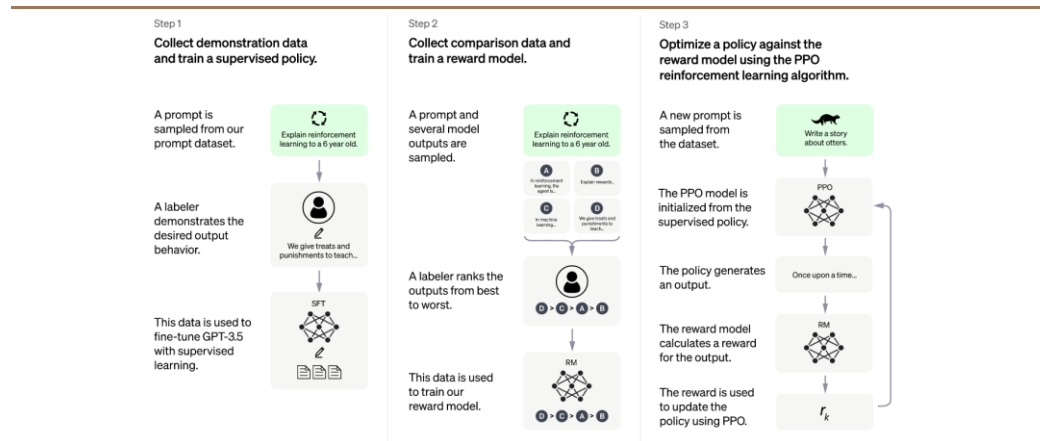 Step 1
Collect demonstration data
and train a supervised policy.
A prompt is
sampled from our
prompt dataset.
Explain reinforcement
learning to a 6 year old.
A labeler
demonstrates the
desired output
behavior.
We give treats and
punishments to teach...
This data is used to
fine-tune GPT-3.5
with supervised
learning.
SFT
Step 2
Collect comparison data and
train a reward model.
A prompt and
several model
outputs are
sampled.
Explain reinforcement
learning to a 6 year old.
A
In reinforcement
learning, the
agent is...
B
Explain rewards...
C
In machine
learning...
D
We give treats and
punishments to
teach...
A labeler ranks the
outputs from best
to worst.
D > C > A > B
This data is used
to train our
reward model.
RM
D > C > A > B
Step 3
Optimize a policy against the
reward model using the PPO
reinforcement learning algorithm.
A new prompt is
sampled from
the dataset.
Write a story
about otters.
The PPO model is
initialized from the
supervised policy.
PPO
The policy generates
an output.
Once upon a time...
The reward model
calculates a reward
for the output.
RM
The reward is used
to update the
policy using PPO.
rₖ